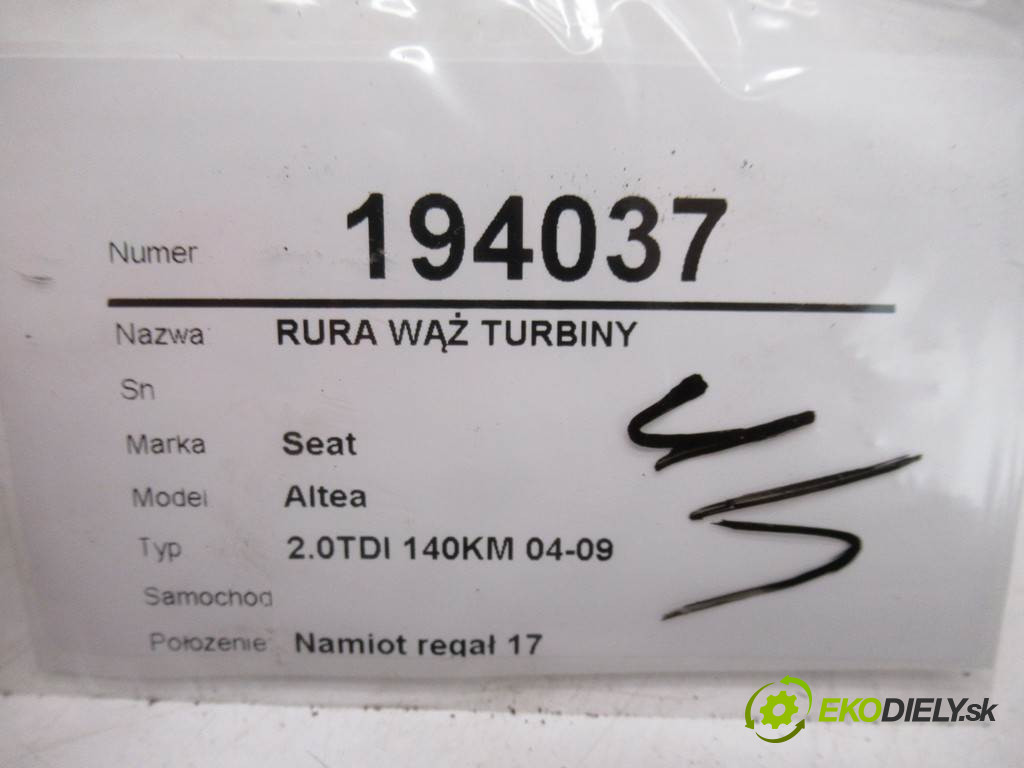 Numer 194037
Nazwa RURA WĄŻ TURBINY
Sn
Marka Seat
Model Altea
Typ 2.0TDI 140KM 04-09
Samochod
Położenie Namiot regał 17
EKODIELY.sk